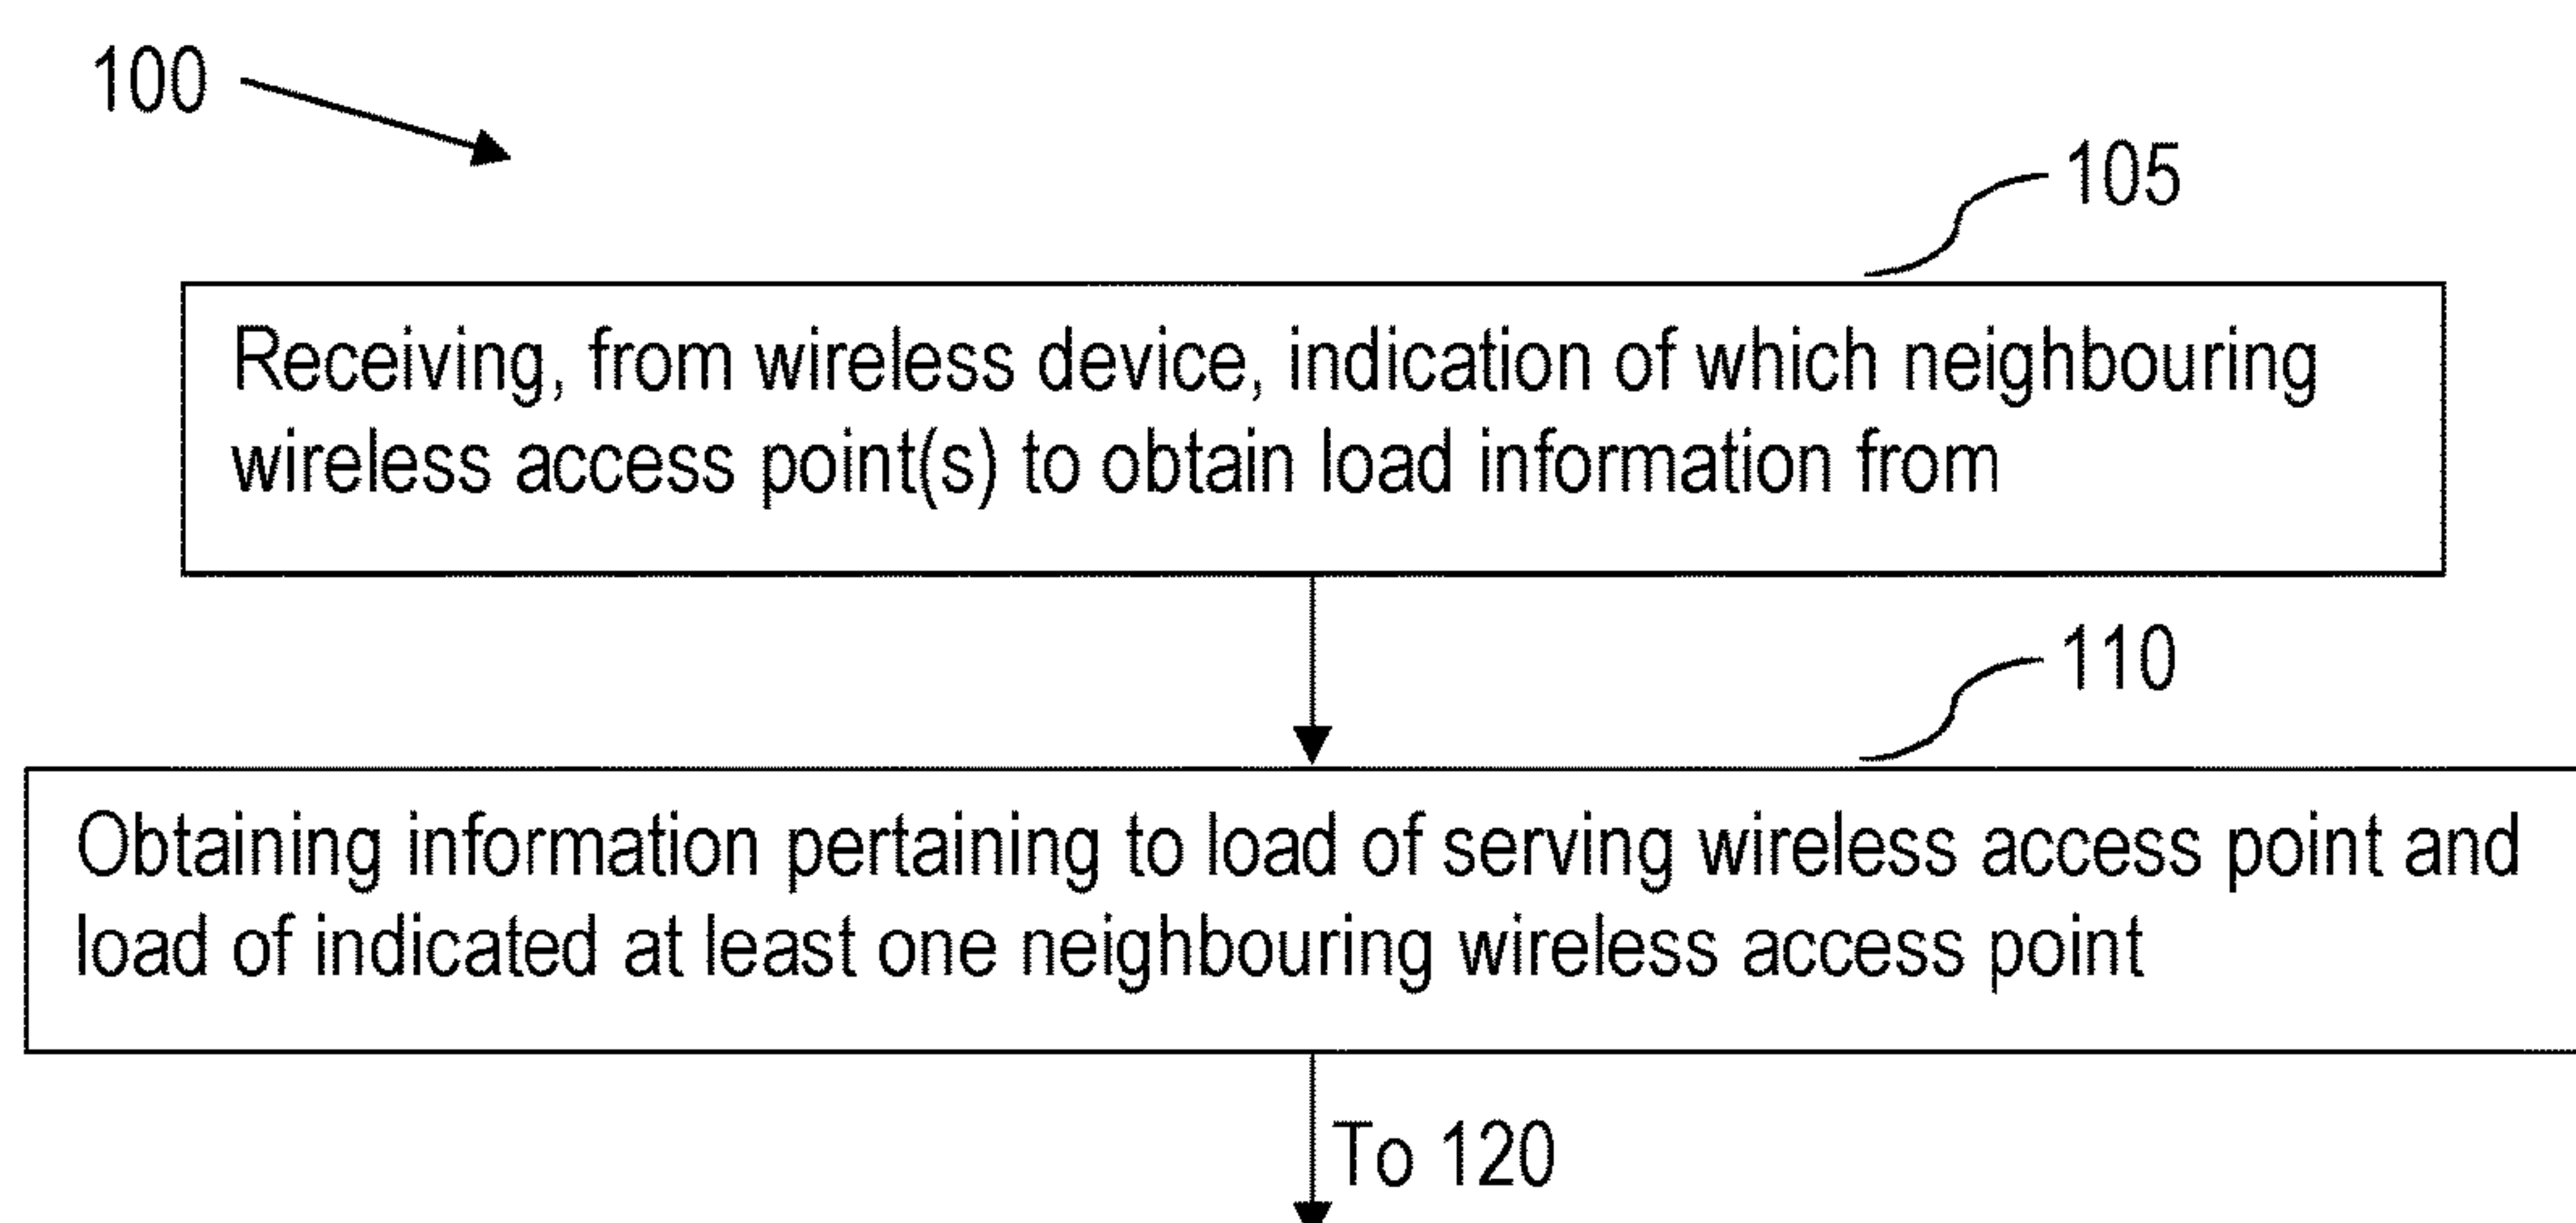 100
105
Receiving, from wireless device, indication of which neighbouring
wireless access point(s) to obtain load information from
110
Obtaining information pertaining to load of serving wireless access point and
load of indicated at least one neighbouring wireless access point
To 120